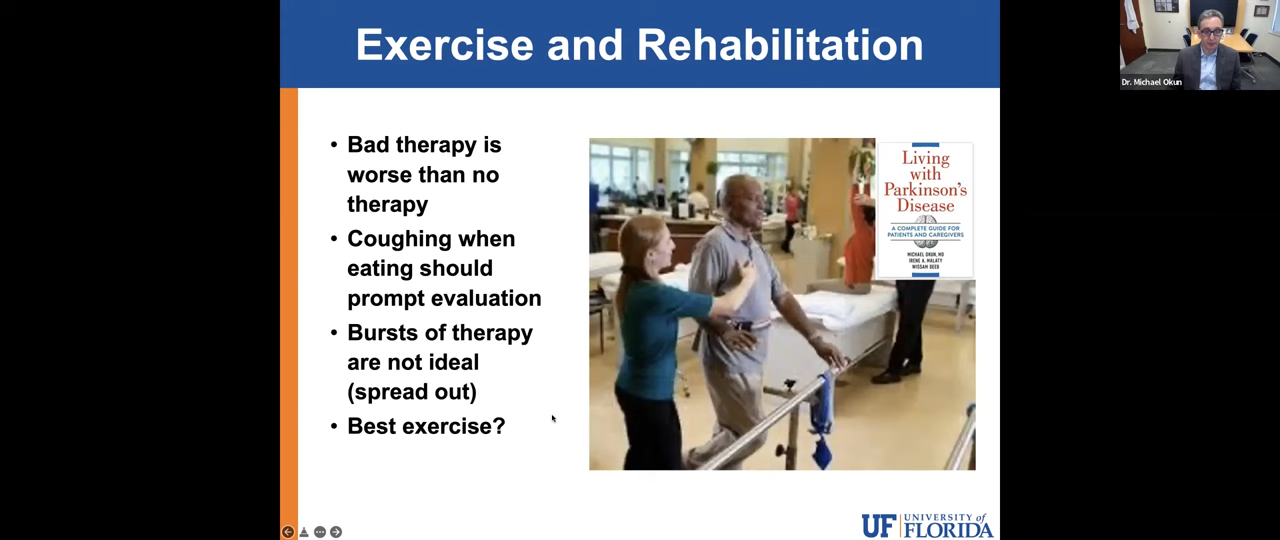 Exercise and Rehabilitation
Dr. Michael Okun
• Bad therapy is
worse than no
therapy
• Coughing when
eating should
prompt evaluation
• Bursts of therapy
are not ideal
(spread out)
• Best exercise?
Living
with
Parkinson's
Disease
A COMPLETE GUIDE FOR
PATIENTS AND CAREGIVERS
MICHAEL OKUN, MD
IRENE A. MALATY
WISSAM DEEB
UF UNIVERSITY of
FLORIDA